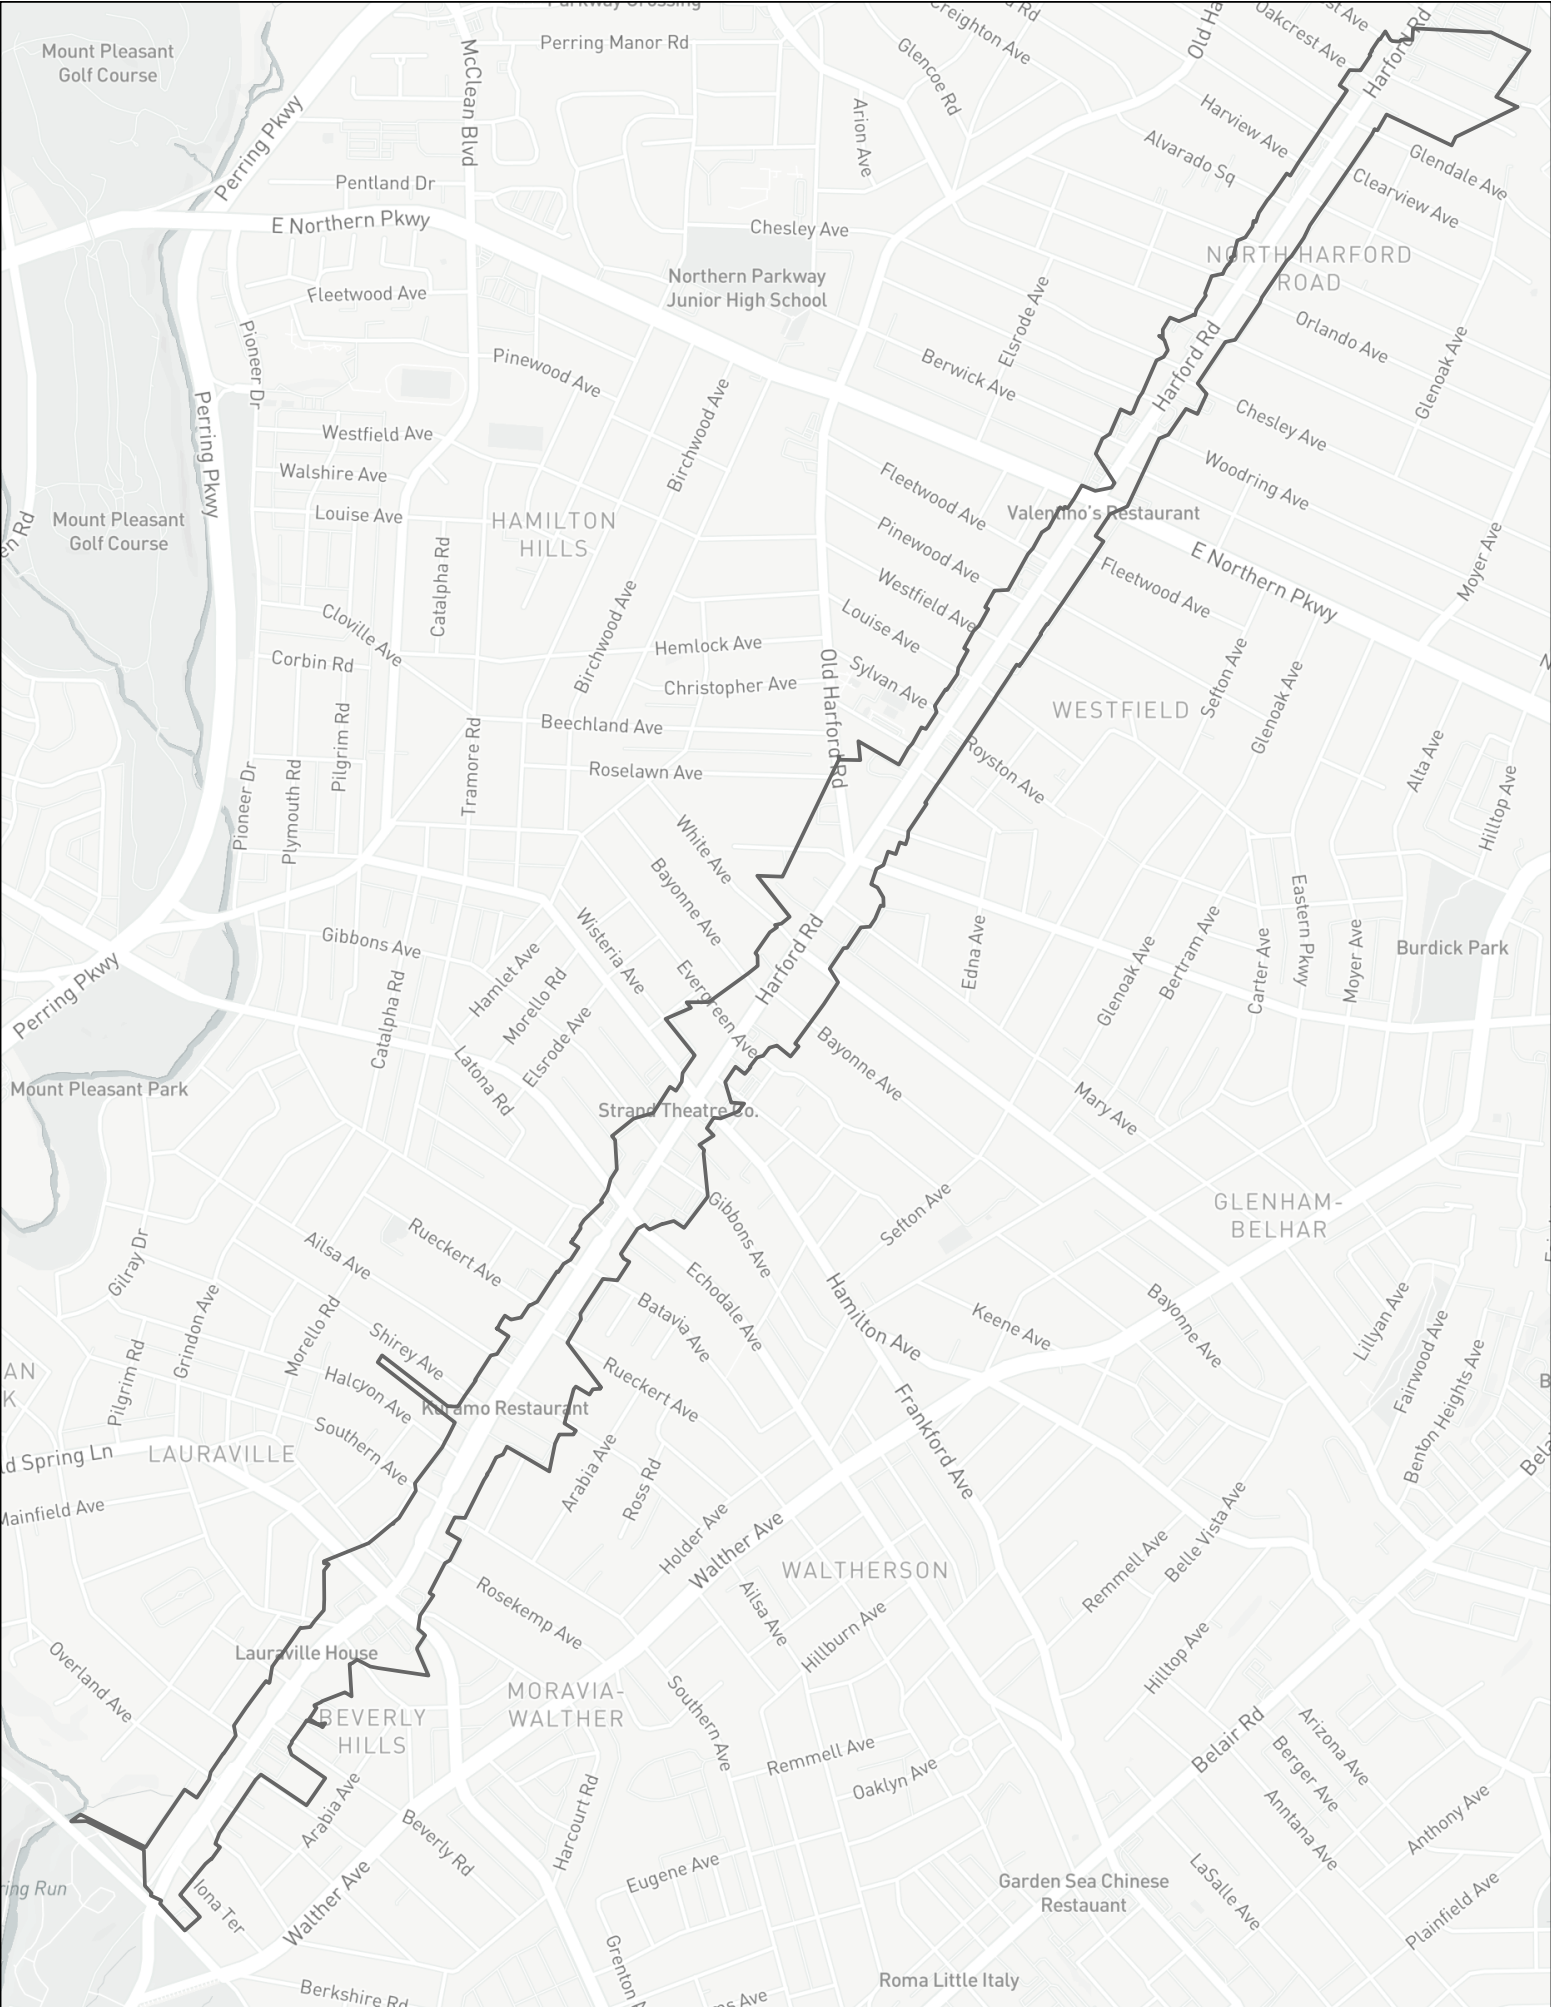 Parkway Crossing
Creighton Ave
Oakcrest Ave
Harford Rd
Mount Pleasant
Golf Course
Perring Manor Rd
McClean Blvd
Glencoe Rd
Arion Ave
Harview Ave
Alvarado Sq
Perring Pkwy
Pentland Dr
Glendale Ave
Clearview Ave
E Northern Pkwy
Chesley Ave
NORTH HARFORD
ROAD
Northern Parkway
Junior High School
Fleetwood Ave
Pioneer Dr
Elsrode Ave
Orlando Ave
Harford Rd
Glenoak Ave
Pinewood Ave
Berwick Ave
Perring Pkwy
Birchwood Ave
Chesley Ave
Westfield Ave
Walshire Ave
Woodring Ave
Fleetwood Ave
Louise Ave
HAMILTON
HILLS
Valentino's Restaurant
Mount Pleasant
Golf Course
en Rd
Pinewood Ave
E Northern Pkwy
Moyer Ave
Catalpha Rd
Fleetwood Ave
Westfield Ave
Birchwood Ave
Louise Ave
Cloville Ave
Hemlock Ave
Corbin Rd
Old Harford Rd
Sylvan Ave
Sefton Ave
Christopher Ave
WESTFIELD
Glenoak Ave
Beechland Ave
Pilgrim Rd
Tramore Rd
Royston Ave
Alta Ave
Roselawn Ave
Pioneer Dr
Plymouth Rd
Hilltop Ave
White Ave
Bayonne Ave
Eastern Pkwy
Gibbons Ave
Wisteria Ave
Harford Rd
Edna Ave
Bertram Ave
Glenoak Ave
Carter Ave
Moyer Ave
Burdick Park
Perring Pkwy
Hamlet Ave
Morello Rd
Evergreen Ave
Catalpha Rd
Elsrode Ave
Latona Rd
Bayonne Ave
Mount Pleasant Park
Mary Ave
Strand Theatre Co.
Gibbons Ave
Sefton Ave
GLENHAM-
BELHAR
Gilray Dr
Ailsa Ave
Rueckert Ave
Echodale Ave
Hamilton Ave
Keene Ave
Bayonne Ave
Lillyan Ave
Grindon Ave
Morello Rd
Batavia Ave
Fairwood Ave
Shirey Ave
Pilgrim Rd
Halcyon Ave
Rueckert Ave
Benton Heights Ave
Kuramo Restaurant
Frankford Ave
Southern Ave
ld Spring Ln
LAURAVILLE
Arabia Ave
Ross Rd
Mainfield Ave
Holder Ave
Walther Ave
Belle Vista Ave
Remmell Ave
WALTHERSON
Rosekemp Ave
Ailsa Ave
Hillburn Ave
Lauraville House
Overland Ave
Hilltop Ave
MORAVIA-
WALTHER
Southern Ave
BEVERLY
HILLS
Belair Rd
Arizona Ave
Remmell Ave
Berger Ave
Oaklyn Ave
Arabia Ave
Harcourt Rd
Beverly Rd
Anntana Ave
Anthony Ave
Eugene Ave
Garden Sea Chinese
Restauant
LaSalle Ave
ring Run
Iona Ter
Walther Ave
Plainfield Ave
Roma Little Italy
Berkshire Rd